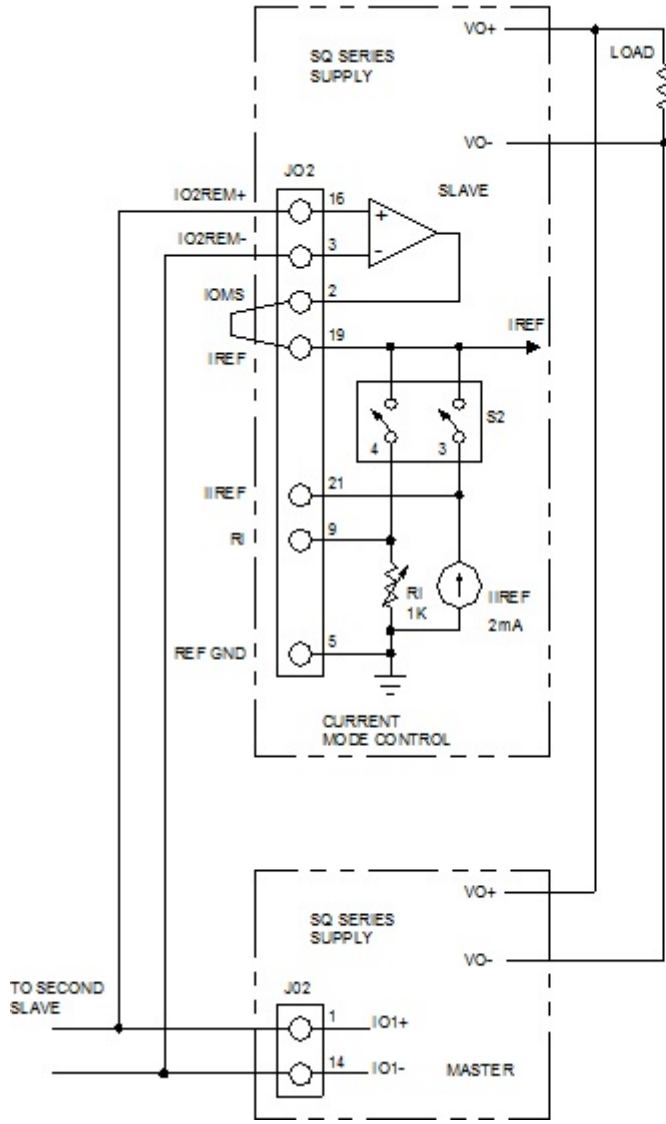 VO+
SQ SERIES
SUPPLY
LOAD
VO-
JO2
SLAVE
IO2REM+
16
+
IO2REM-
3
-
IOMS
2
IREF
19
IREF
S2
4
3
IIREF
21
RI
9
RI
1K
IIREF
2mA
REF GND
5
CURRENT
MODE CONTROL
VO+
SQ SERIES
SUPPLY
VO-
TO SECOND
SLAVE
J02
1
IO1+
14
IO1-
MASTER